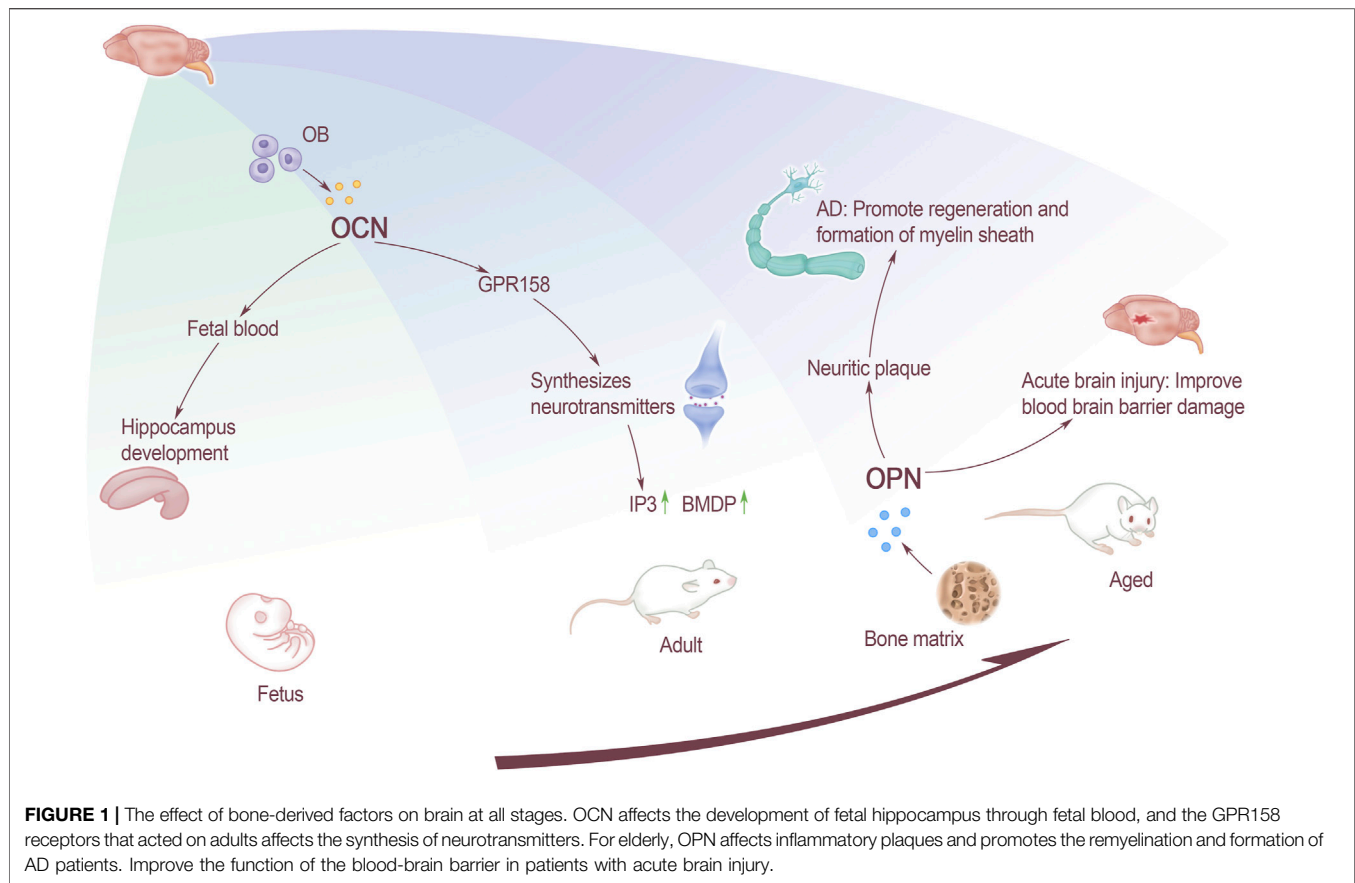 OB
OCN
GPR158
Fetal blood
Synthesizes
neurotransmitters
Hippocampus
development
IP3 BMDP
AD: Promote regeneration and
formation of myelin sheath
Neuritic plaque
Acute brain injury: Improve
blood brain barrier damage
OPN
Bone matrix
Fetus
Adult
Aged
FIGURE 1 | The effect of bone-derived factors on brain at all stages. OCN affects the development of fetal hippocampus through fetal blood, and the GPR158
receptors that acted on adults affects the synthesis of neurotransmitters. For elderly, OPN affects inflammatory plaques and promotes the remyelination and formation of
AD patients. Improve the function of the blood-brain barrier in patients with acute brain injury.